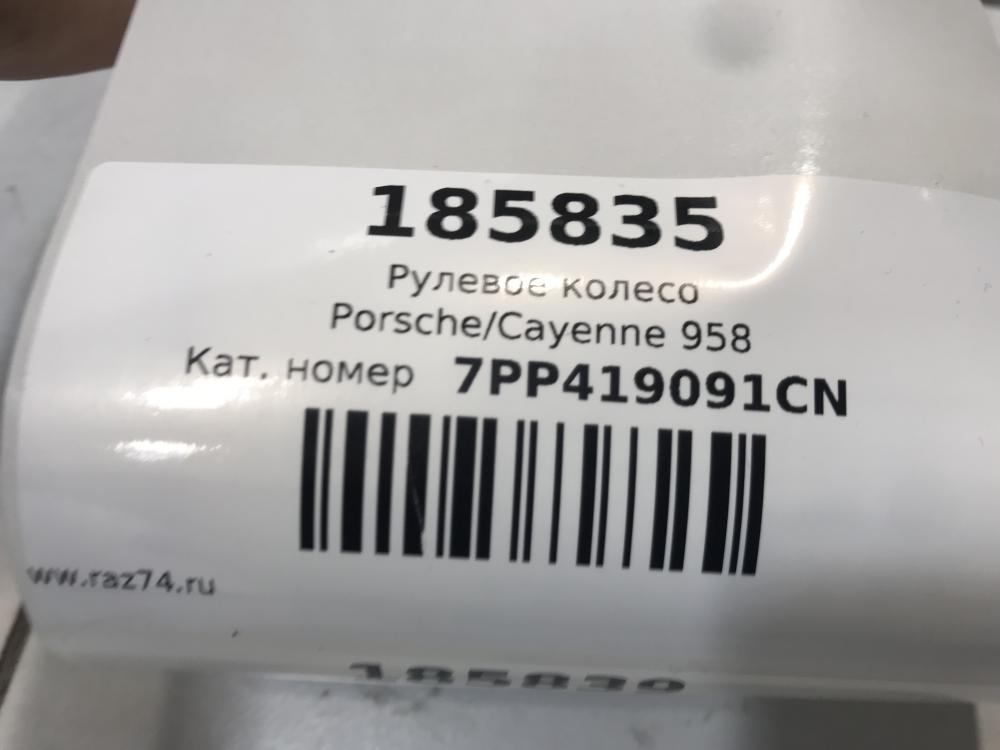 185835
Рулевое колесо
Porsche/Cayenne 958
Кат. номер 7PP419091CN
www.raz74.ru